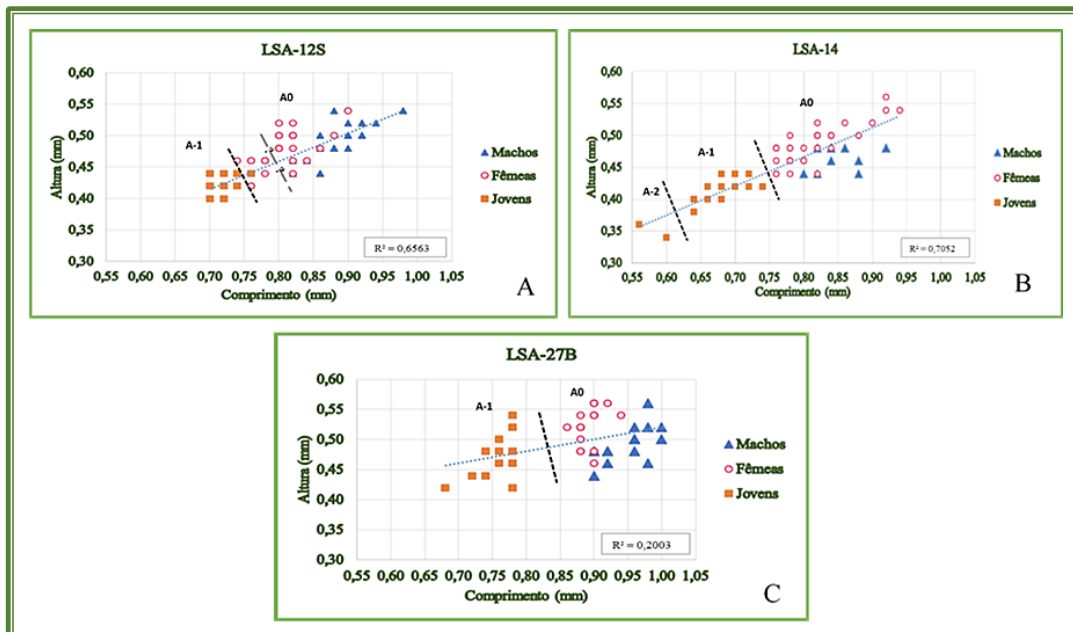 LSA-12S
0,60
0,55
0,50
0,45
0,40
0,35
0,30
0,55 0,60 0,65 0,70 0,75 0,80 0,85 0,90 0,95 1,00 1,05
Altura (mm)
Comprimento (mm)
A-1
A0
Machos
Fêmeas
Jovens
R² = 0,6563
A
LSA-14
0,60
0,55
0,50
0,45
0,40
0,35
0,30
0,55 0,60 0,65 0,70 0,75 0,80 0,85 0,90 0,95 1,00 1,05
Altura (mm)
Comprimento (mm)
A-2
A-1
A0
Machos
Fêmeas
Jovens
R² = 0,7052
B
LSA-27B
0,60
0,55
0,50
0,45
0,40
0,35
0,30
0,55 0,60 0,65 0,70 0,75 0,80 0,85 0,90 0,95 1,00 1,05
Altura (mm)
Comprimento (mm)
A-1
A0
Machos
Fêmeas
Jovens
R² = 0,2003
C